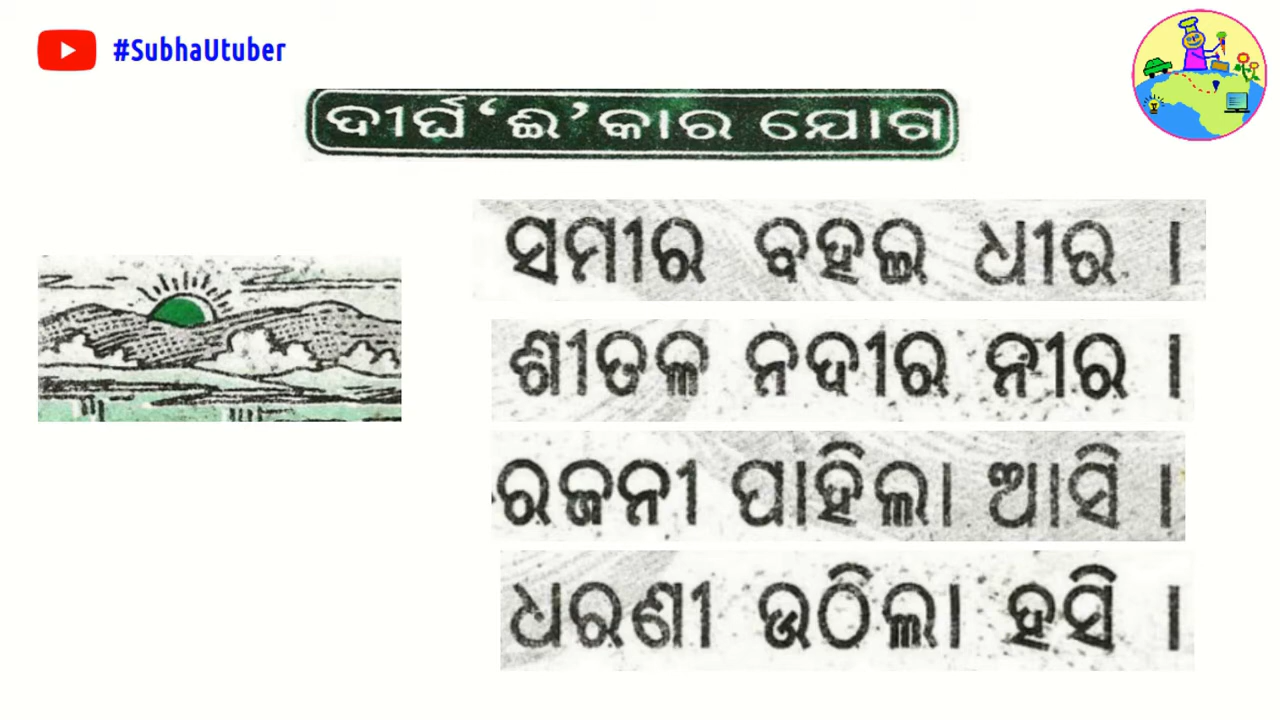 #SubhaUtuber
ଦୀର୍ଘ ‘ଈ’ କାର ଯୋଗ
ସମୀର ବହଇ ଧୀର ।
ଶୀତଳ ନଦୀର ନୀର ।
ରଜନୀ ପାହିଲା ଆସି ।
ଧରଣୀ ଉଠିଲା ହସି ।